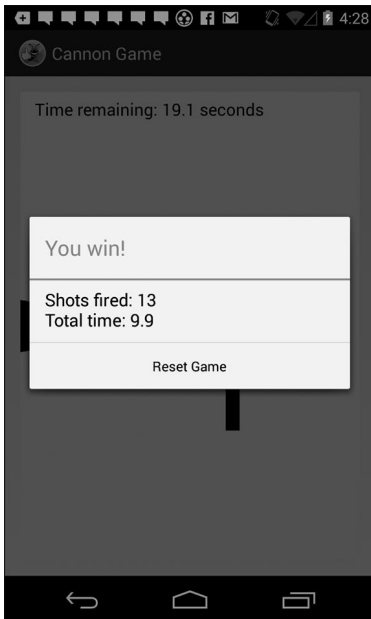 4:28
Cannon Game
Time remaining: 19.1 seconds
You win!
Shots fired: 13
Total time: 9.9
Reset Game